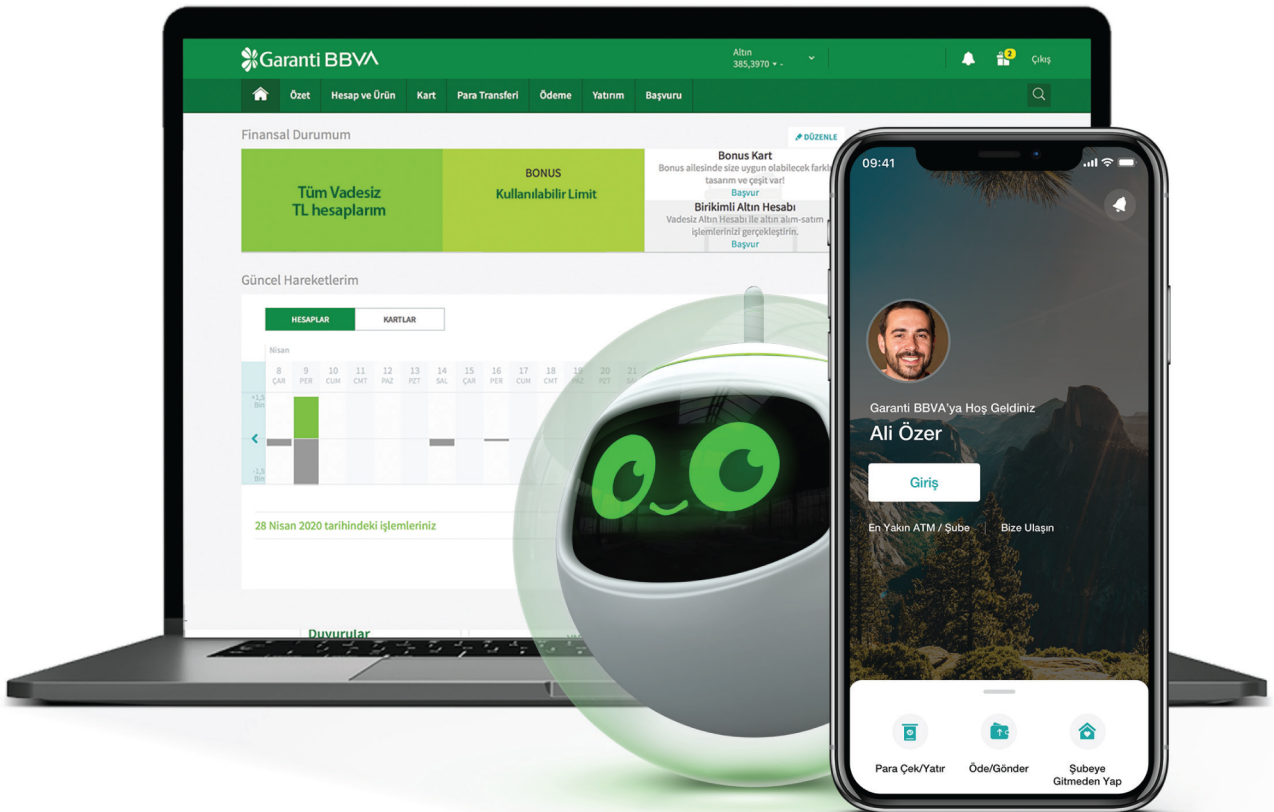 Garanti BBVA
Altın
385,3970
2
Çıkış
Özet Hesap ve Ürün Kart Para Transferi Ödeme Yatırım Başvuru
Finansal Durumum
DÜZENLE
Tüm Vadesiz
TL hesaplarım
BONUS
Kullanılabilir Limit
Bonus Kart
Bonus ailesinde size uygun olabilecek farklı
tasarım ve çeşit var!
Başvur
Birikimli Altın Hesabı
Vadesiz Altın Hesabı ile altın alım-satım
işlemlerinizi gerçekleştirin.
Başvur
Güncel Hareketlerim
HESAPLAR KARTLAR
Nisan
8 9 10 11 12 13 14 15 16 17 18 19 20 21
ÇAR PER CUM CMT PAZ PZT SAL ÇAR PER CUM CMT PAZ PZT
+1,5
Bin
-1,5
Bin
28 Nisan 2020 tarihindeki işlemleriniz
Duyurular
09:41
Garanti BBVA'ya Hoş Geldiniz
Ali Özer
Giriş
En Yakın ATM / Şube Bize Ulaşın
Para Çek/Yatır
Öde/Gönder
Şubeye
Gitmeden Yap